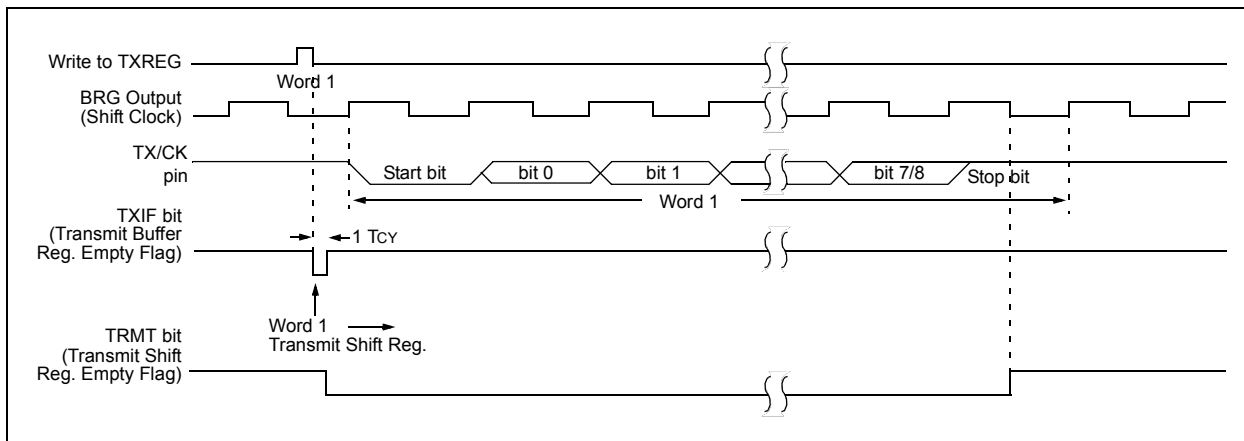 Write to TXREG
Word 1
BRG Output
(Shift Clock)
TX/CK
pin
Start bit
bit 0
bit 1
bit 7/8
Stop bit
Word 1
TXIF bit
(Transmit Buffer
Reg. Empty Flag)
1 TCY
Word 1
Transmit Shift Reg.
TRMT bit
(Transmit Shift
Reg. Empty Flag)